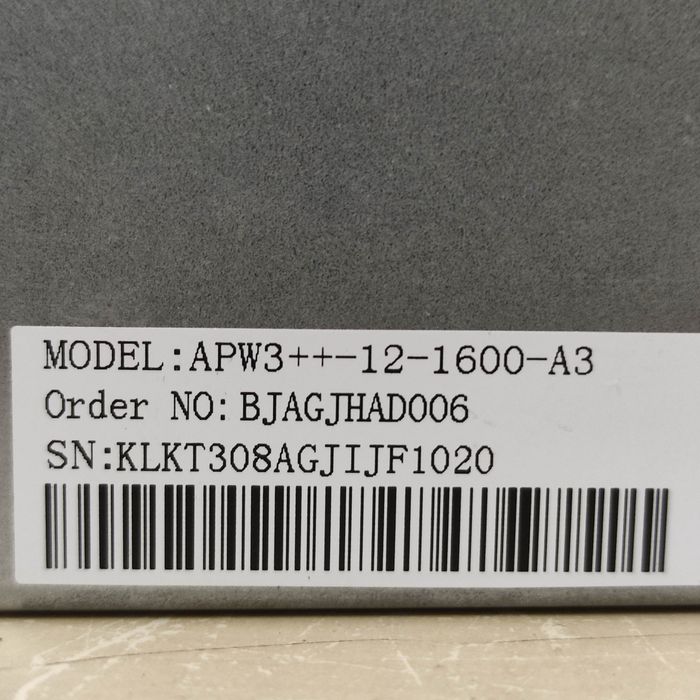 MODEL:APW3++-12-1600-A3
Order NO:BJAGJHAD006
SN:KLKT308AGJIJF1020